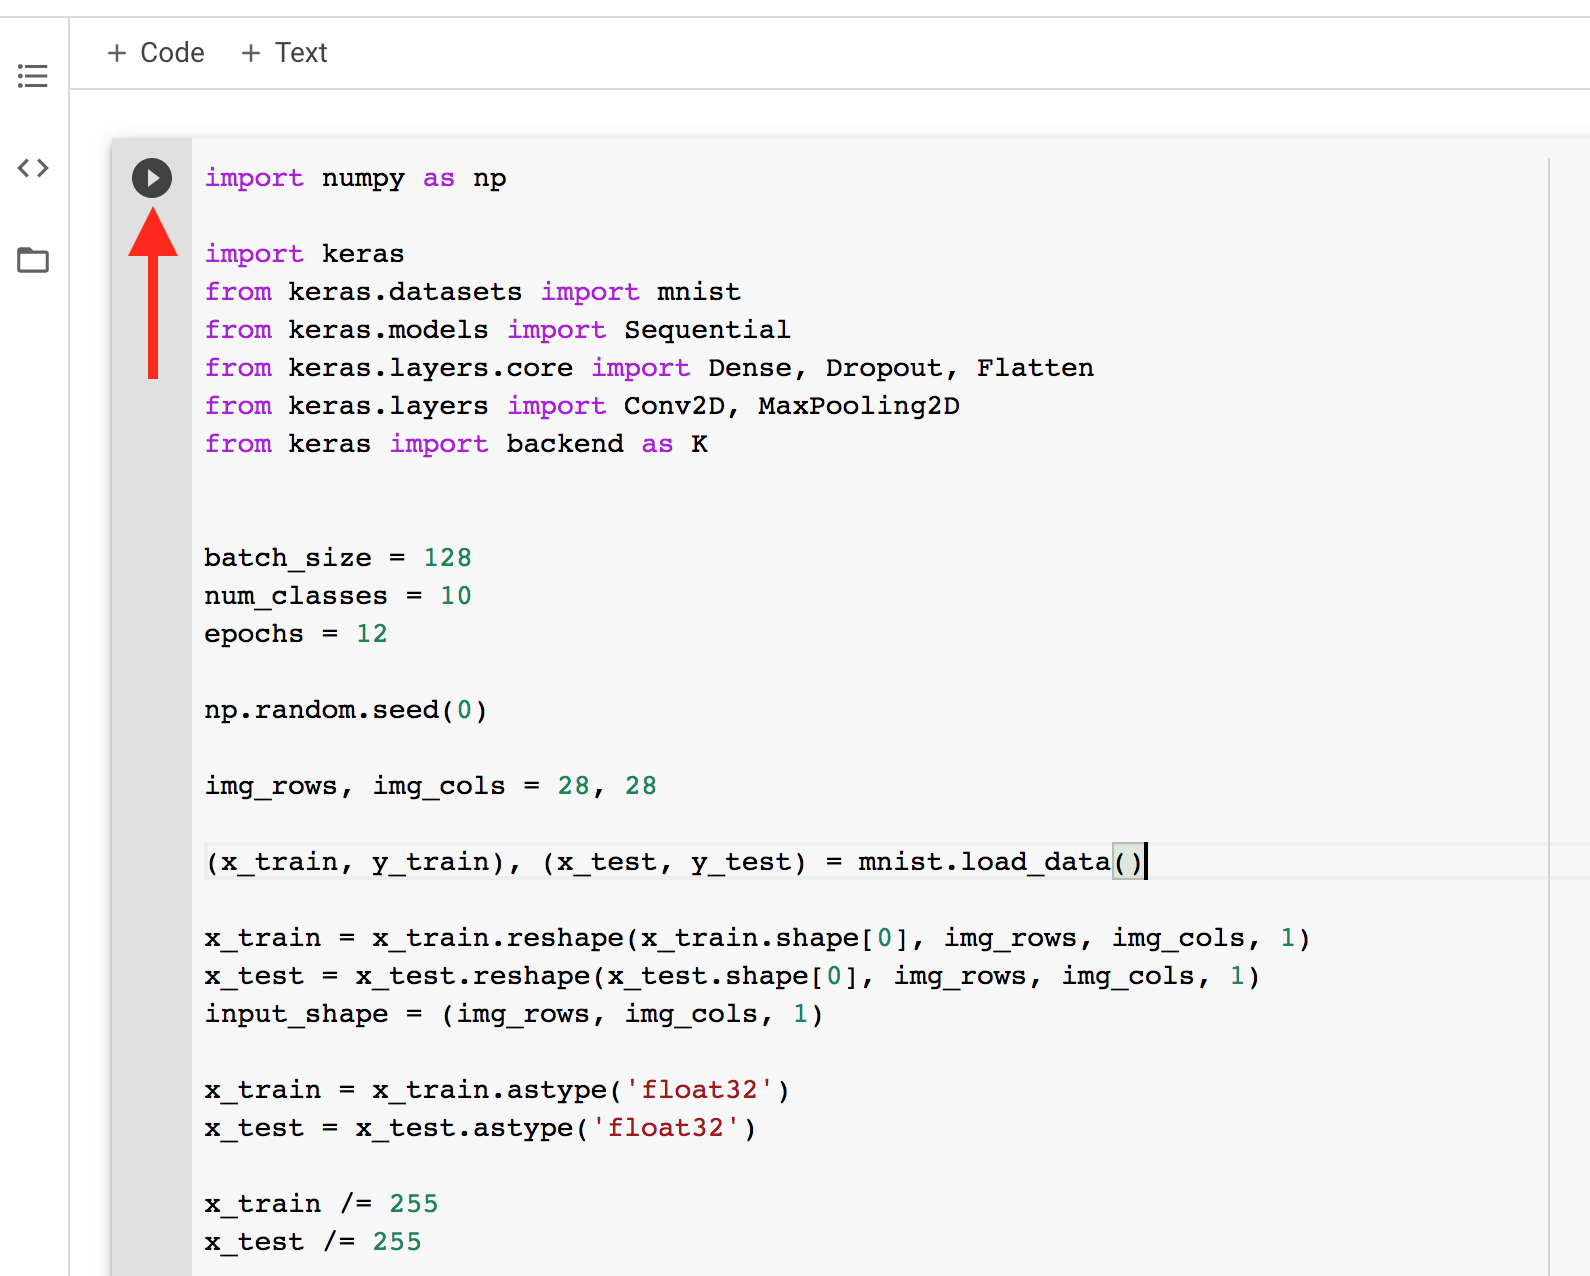 + Code + Text
import numpy as np
import keras
from keras.datasets import mnist
from keras.models import Sequential
from keras.layers.core import Dense, Dropout, Flatten
from keras.layers import Conv2D, MaxPooling2D
from keras import backend as K
batch_size = 128
num_classes = 10
epochs = 12
np.random.seed(0)
img_rows, img_cols = 28, 28
(x_train, y_train), (x_test, y_test) = mnist.load_data()
x_train = x_train.reshape(x_train.shape[0], img_rows, img_cols, 1)
x_test = x_test.reshape(x_test.shape[0], img_rows, img_cols, 1)
input_shape = (img_rows, img_cols, 1)
x_train = x_train.astype('float32')
x_test = x_test.astype('float32')
x_train /= 255
x_test /= 255